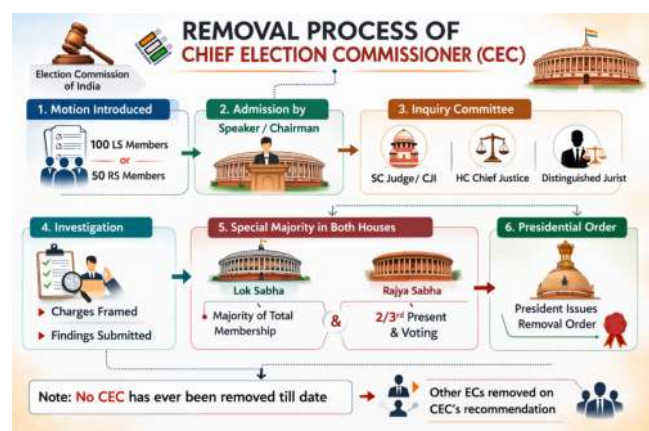 REMOVAL PROCESS OF
CHIEF ELECTION COMMISSIONER (CEC)
Election Commission
of India
1. Motion Introduced
100 LS Members
or
50 RS Members
2. Admission by
Speaker / Chairman
3. Inquiry Committee
SC Judge/ CJI
HC Chief Justice
Distinguished Jurist
4. Investigation
Charges Framed
Findings Submitted
5. Special Majority in Both Houses
Lok Sabha
Majority of Total
Membership
&
Rajya Sabha
2/3rd Present
& Voting
6. Presidential Order
President Issues
Removal Order
Note: No CEC has ever been removed till date
Other ECs removed on
CEC's recommendation